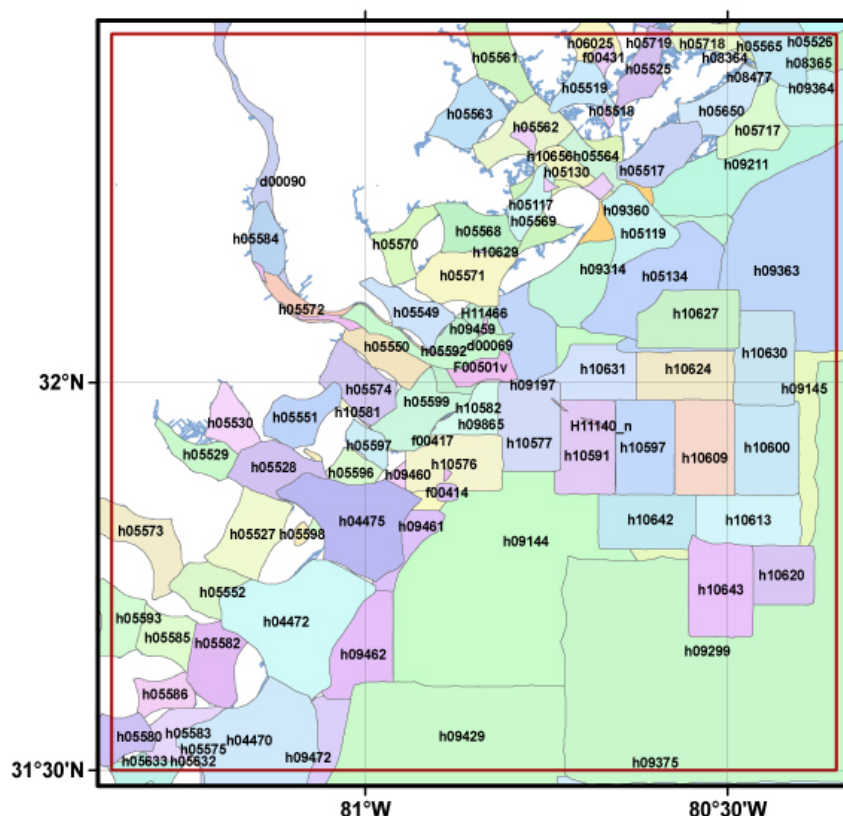 h06025 h05719 h05718 h05565 h05526
h05561 f00431 h08364 h08365
h05525 h08477
h05519 h09364
h05563 h05518 h05650
h05562 h05717
h10656 h05564 h09211
h05130 h05517
d00090
h05117 h09360
h05569
h05584 h05570 h05568 h05119
h10629
h05571 h09314 h05134 h09363
h05572 h05549 H11466 h10627
h09459
h05550 h05592 d00069 h10630
F00501v h10631 h10624
32°N
h05574 h09197 h09145
h05599
h05530 h05551 h10581 h10582
h09865 H11140_n
h05529 h05597 f00417 h10577 h10591 h10597 h10609 h10600
h05528 h05596 h09460 h10576
f00414
h04475
h05573 h05527 h05598 h09461 h10642 h10613
h09144
h10620
h05552 h10643
h05593 h04472
h05585 h05582 h09462 h09299
h05586
h05580 h05583 h04470 h09429
h05575
h05633 h05632 h09472 h09375
31°30'N
81°W 80°30'W